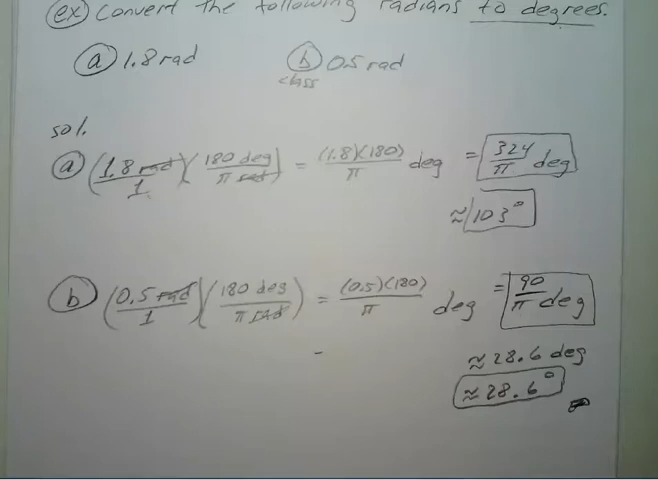 (ex) Convert the following radians to degrees.
(a) 1.8 rad (b) 0.5 rad
class
sol.
(a) (1.8 rad/1)(180 deg/π rad) = (1.8)(180)/π deg = 324/π deg
≈ 103°
(b) (0.5 rad/1)(180 deg/π rad) = (0.5)(180)/π deg = 90/π deg
≈ 28.6 deg
≈ 28.6°